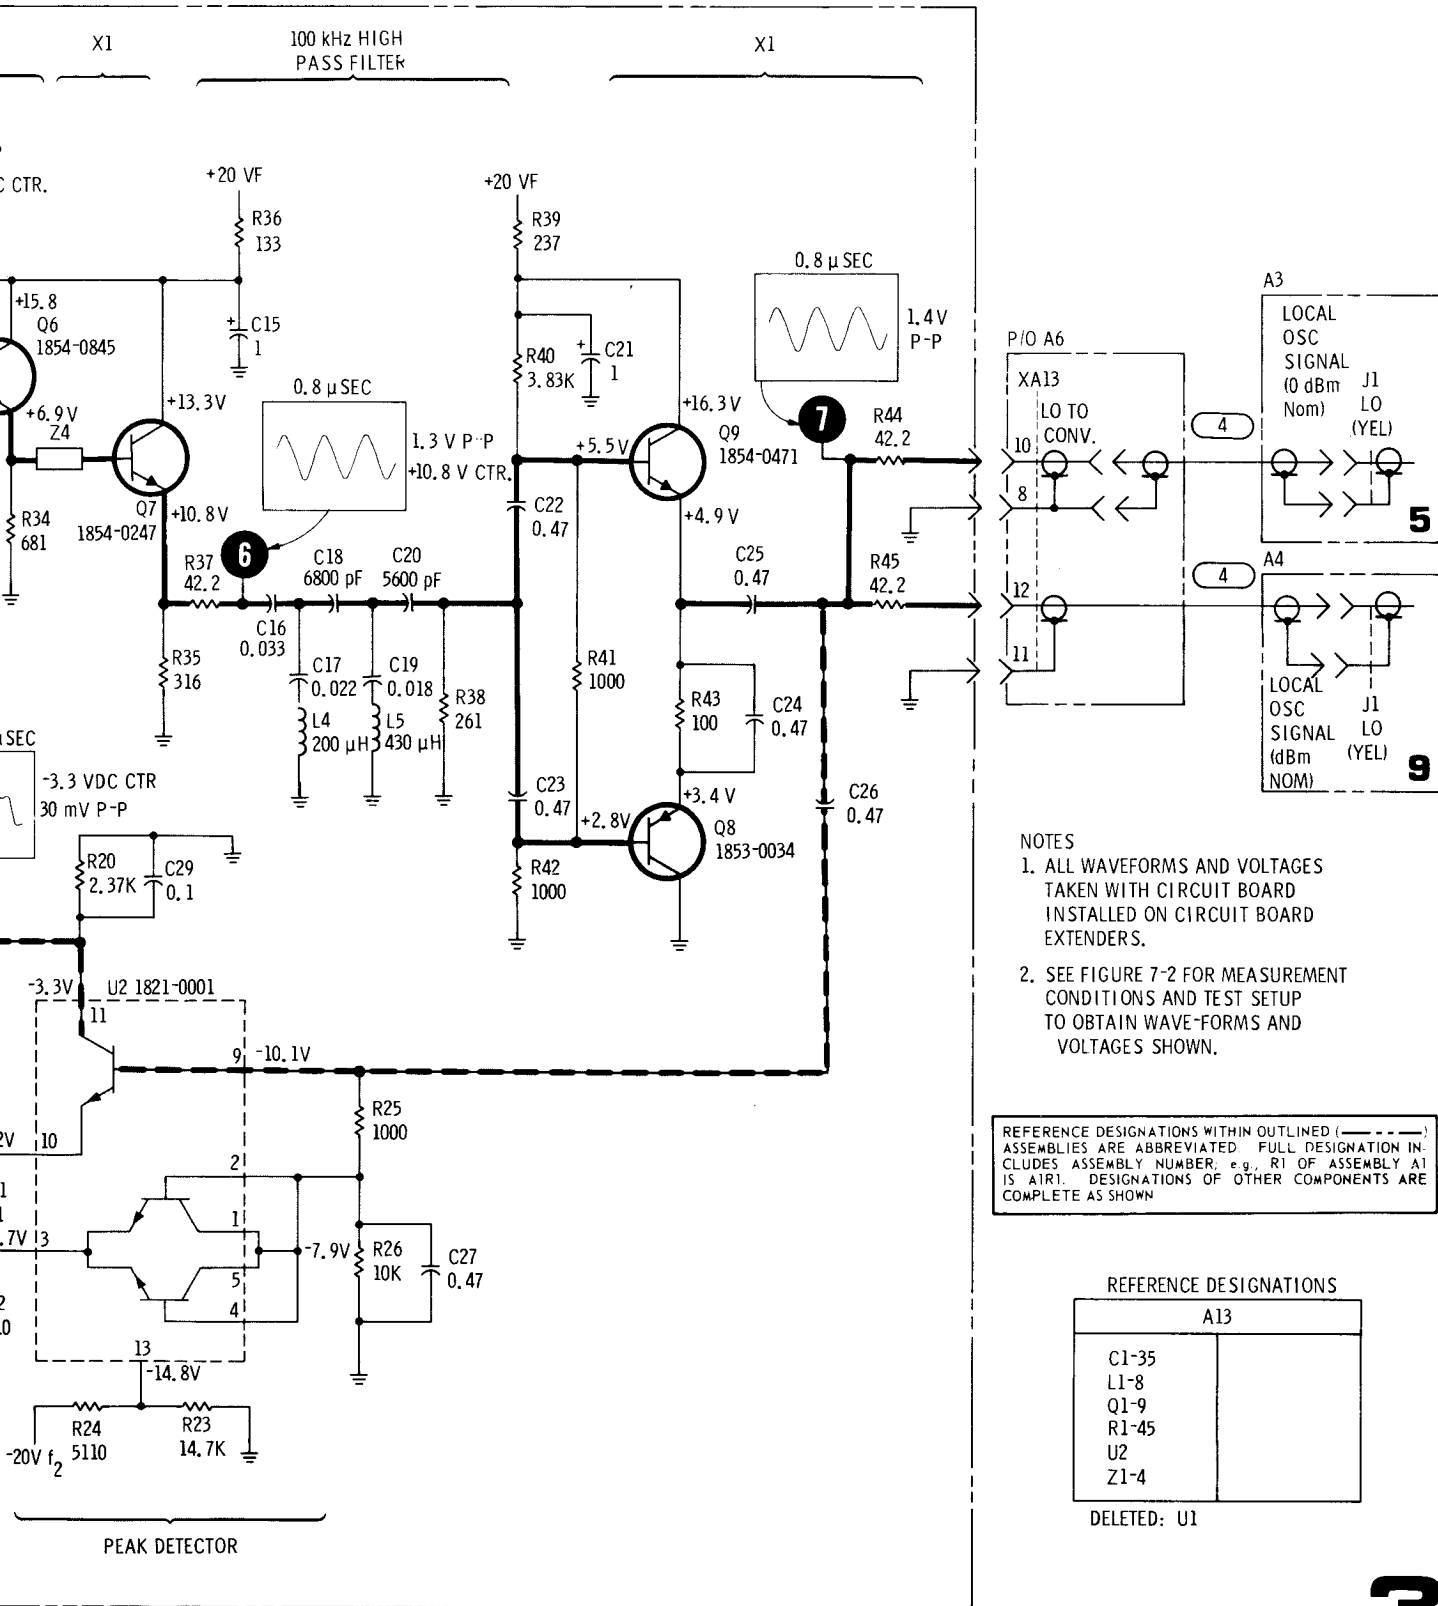 X1
100 kHz HIGH
PASS FILTER
X1
C CTR.
+20 VF
R36
133
+20 VF
R39
237
+15.8
Q6
1854-0845
+ C15
1
R40
3.83K
+ C21
1
0.8 µSEC
1.4V
P-P
+6.9V
Z4
+13.3V
0.8 µSEC
1.3 V P-P
+10.8 V CTR.
+16.3V
Q9
1854-0471
+5.5V
7
R44
42.2
R34
681
Q7
1854-0247
+10.8V
6
C22
0.47
+4.9V
R37
42.2
C18
6800 pF
C20
5600 pF
C25
0.47
R45
42.2
C16
0.033
R35
316
C17
0.022
C19
0.018
R38
261
L4
200 µH
L5
430 µH
R41
1000
R43
100
C24
0.47
SEC
-3.3 VDC CTR
30 mV P-P
C23
0.47
+2.8V
+3.4V
Q8
1853-0034
C26
0.47
R20
2.37K
C29
0.1
R42
1000
P/O A6
XA13
LO TO
CONV.
10
8
12
11
4
4
A3
LOCAL
OSC
SIGNAL
(0 dBm
Nom)
J1
LO
(YEL)
5
A4
LOCAL
OSC
SIGNAL
(dBm
NOM)
J1
LO
(YEL)
9
NOTES
1. ALL WAVEFORMS AND VOLTAGES
TAKEN WITH CIRCUIT BOARD
INSTALLED ON CIRCUIT BOARD
EXTENDERS.
2. SEE FIGURE 7-2 FOR MEASUREMENT
CONDITIONS AND TEST SETUP
TO OBTAIN WAVE-FORMS AND
VOLTAGES SHOWN.
-3.3V
U2 1821-0001
11
9
-10.1V
R25
1000
2V
10
2
1
.7V
3
-7.9V
R26
10K
C27
0.47
5
4
13
-14.8V
R24
5110
R23
14.7K
-20V f2
PEAK DETECTOR
REFERENCE DESIGNATIONS WITHIN OUTLINED (— - - —)
ASSEMBLIES ARE ABBREVIATED. FULL DESIGNATION IN-
CLUDES ASSEMBLY NUMBER; e.g., R1 OF ASSEMBLY A1
IS A1R1. DESIGNATIONS OF OTHER COMPONENTS ARE
COMPLETE AS SHOWN
REFERENCE DESIGNATIONS
A13
C1-35
L1-8
Q1-9
R1-45
U2
Z1-4
DELETED: U1